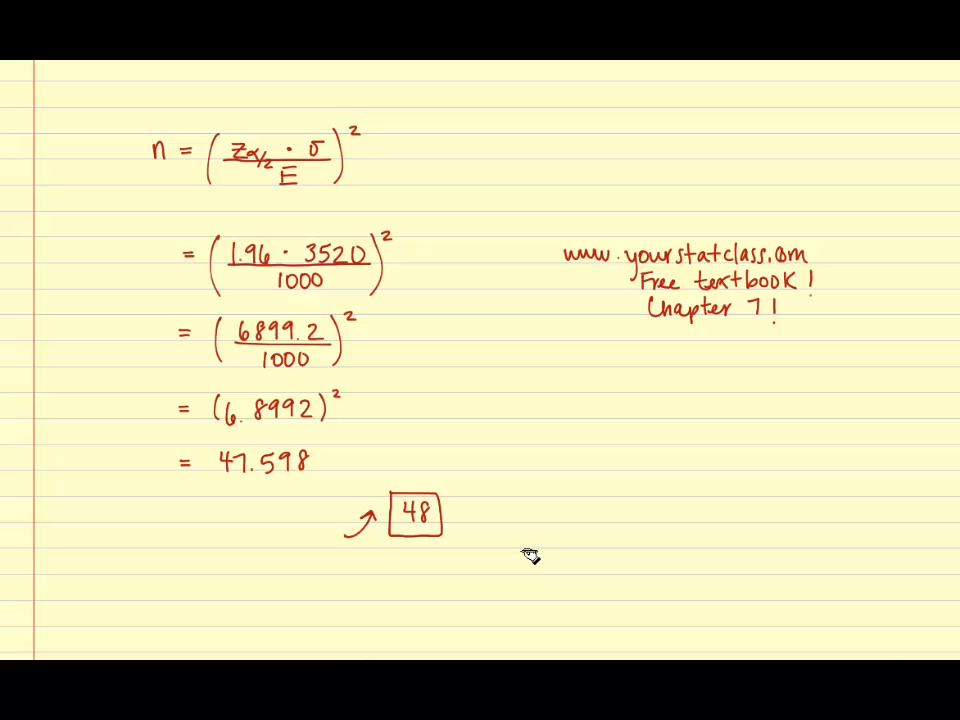 n = (zα/2 · σ / E)²
= (1.96 · 3520 / 1000)²
= (6899.2 / 1000)²
= (6.8992)²
= 47.598
48
www.yourstatclass.com
Free textbook!
Chapter 7!